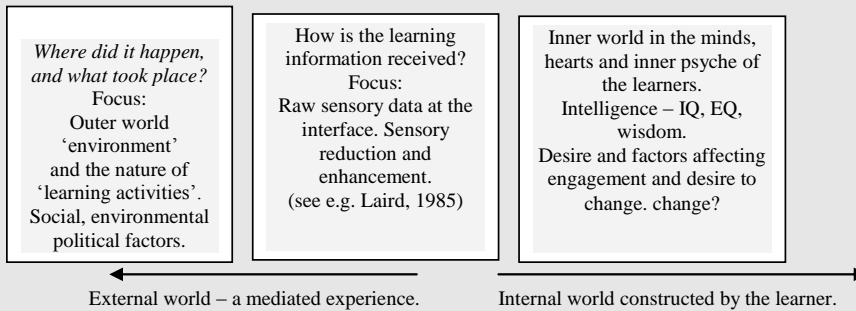 Where did it happen,
and what took place?
Focus:
Outer world
‘environment’
and the nature of
‘learning activities’.
Social, environmental
political factors.
How is the learning
information received?
Focus:
Raw sensory data at the
interface. Sensory
reduction and
enhancement.
(see e.g. Laird, 1985)
Inner world in the minds,
hearts and inner psyche of
the learners.
Intelligence – IQ, EQ,
wisdom.
Desire and factors affecting
engagement and desire to
change. change?
External world – a mediated experience.
Internal world constructed by the learner.